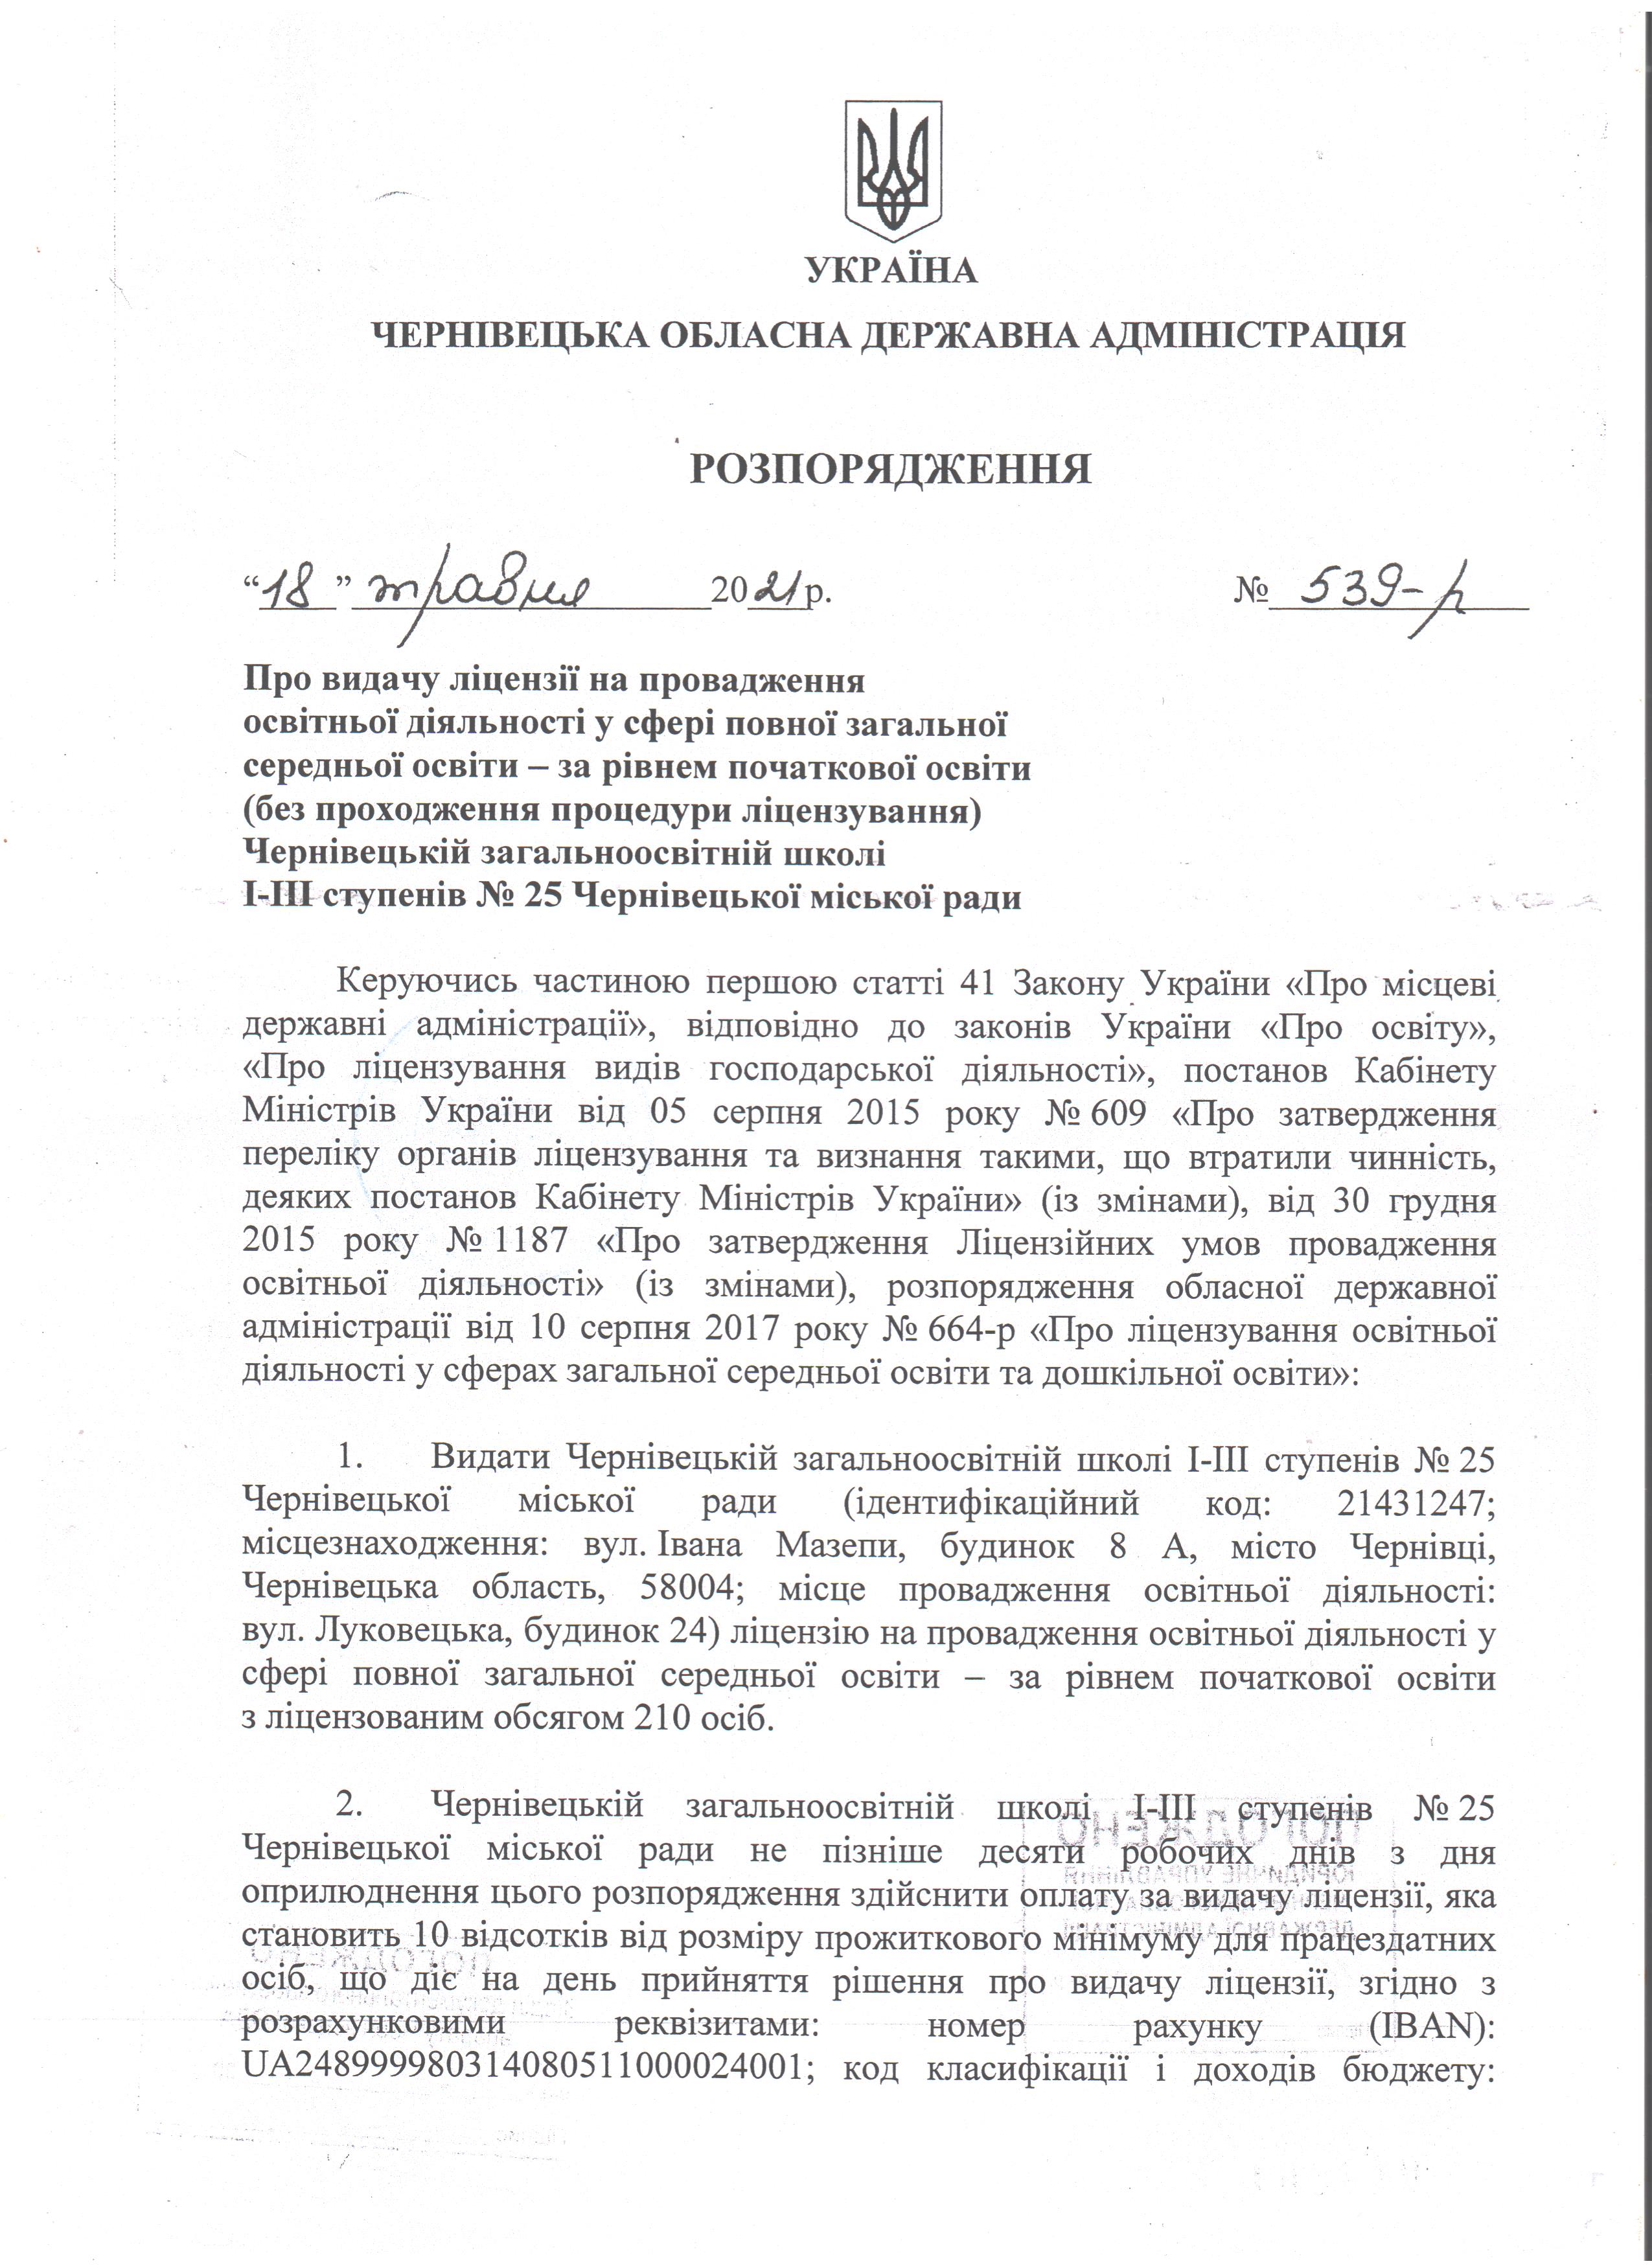 УКРАЇНА
ЧЕРНІВЕЦЬКА ОБЛАСНА ДЕРЖАВНА АДМІНІСТРАЦІЯ
РОЗПОРЯДЖЕННЯ
“18” травня 2021 р. № 539-р
Про видачу ліцензії на провадження
освітньої діяльності у сфері повної загальної
середньої освіти – за рівнем початкової освіти
(без проходження процедури ліцензування)
Чернівецькій загальноосвітній школі
І-ІІІ ступенів № 25 Чернівецької міської ради
Керуючись частиною першою статті 41 Закону України «Про місцеві
державні адміністрації», відповідно до законів України «Про освіту»,
«Про ліцензування видів господарської діяльності», постанов Кабінету
Міністрів України від 05 серпня 2015 року № 609 «Про затвердження
переліку органів ліцензування та визнання такими, що втратили чинність,
деяких постанов Кабінету Міністрів України» (із змінами), від 30 грудня
2015 року № 1187 «Про затвердження Ліцензійних умов провадження
освітньої діяльності» (із змінами), розпорядження обласної державної
адміністрації від 10 серпня 2017 року № 664-р «Про ліцензування освітньої
діяльності у сферах загальної середньої освіти та дошкільної освіти»:
1. Видати Чернівецькій загальноосвітній школі І-ІІІ ступенів № 25
Чернівецької міської ради (ідентифікаційний код: 21431247;
місцезнаходження: вул. Івана Мазепи, будинок 8 А, місто Чернівці,
Чернівецька область, 58004; місце провадження освітньої діяльності:
вул. Луковецька, будинок 24) ліцензію на провадження освітньої діяльності у
сфері повної загальної середньої освіти – за рівнем початкової освіти
з ліцензованим обсягом 210 осіб.
2. Чернівецькій загальноосвітній школі І-ІІІ ступенів № 25
Чернівецької міської ради не пізніше десяти робочих днів з дня
оприлюднення цього розпорядження здійснити оплату за видачу ліцензії, яка
становить 10 відсотків від розміру прожиткового мінімуму для працездатних
осіб, що діє на день прийняття рішення про видачу ліцензії, згідно з
розрахунковими реквізитами: номер рахунку (IBAN):
UA248999980314080511000024001; код класифікації і доходів бюджету: